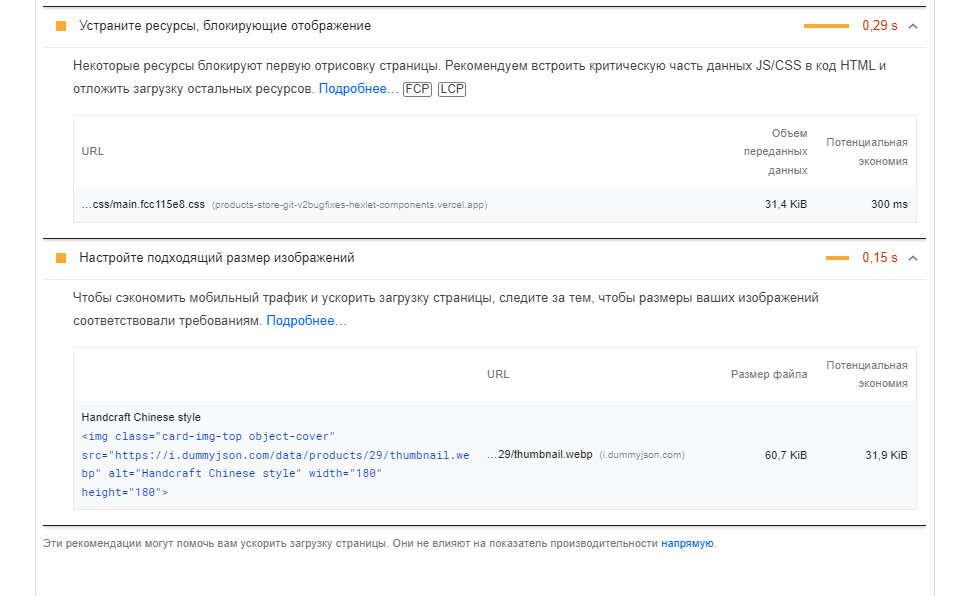 Устраните ресурсы, блокирующие отображение 0,29 s
Некоторые ресурсы блокируют первую отрисовку страницы. Рекомендуем встроить критическую часть данных JS/CSS в код HTML и
отложить загрузку остальных ресурсов. Подробнее... FCP LCP
URL
Объем
переданных
данных
Потенциальная
экономия
...css/main.fcc115e8.css (products-store-git-v2bugfixes-hexlet-components.vercel.app) 31,4 KiB 300 ms
Настройте подходящий размер изображений 0,15 s
Чтобы сэкономить мобильный трафик и ускорить загрузку страницы, следите за тем, чтобы размеры ваших изображений
соответствовали требованиям. Подробнее...
URL
Размер файла
Потенциальная
экономия
Handcraft Chinese style
<img class="card-img-top object-cover"
src="https://i.dummyjson.com/data/products/29/thumbnail.we
bp" alt="Handcraft Chinese style" width="180"
height="180">
...29/thumbnail.webp (i.dummyjson.com) 60,7 KiB 31,9 KiB
Эти рекомендации могут помочь вам ускорить загрузку страницы. Они не влияют на показатель производительности напрямую.